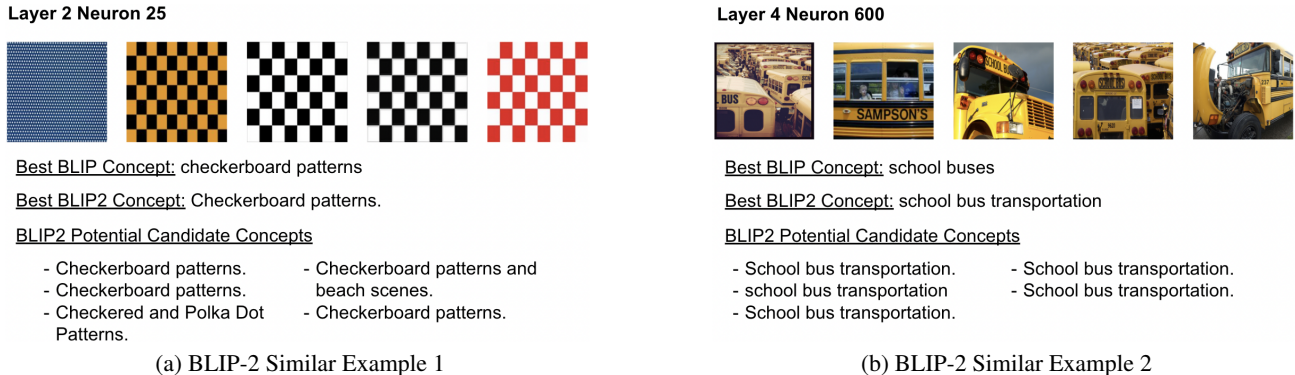 Layer 2 Neuron 25
Best BLIP Concept: checkerboard patterns
Best BLIP2 Concept: Checkerboard patterns.
BLIP2 Potential Candidate Concepts
- Checkerboard patterns.
- Checkerboard patterns.
- Checkered and Polka Dot
Patterns.
- Checkerboard patterns and
beach scenes.
- Checkerboard patterns.
(a) BLIP-2 Similar Example 1
Layer 4 Neuron 600
BUS
SAMPSON'S
SCHOOL BUS
SCHOOL BUS
237
Best BLIP Concept: school buses
Best BLIP2 Concept: school bus transportation
BLIP2 Potential Candidate Concepts
- School bus transportation.
- school bus transportation
- School bus transportation.
- School bus transportation.
- School bus transportation.
(b) BLIP-2 Similar Example 2